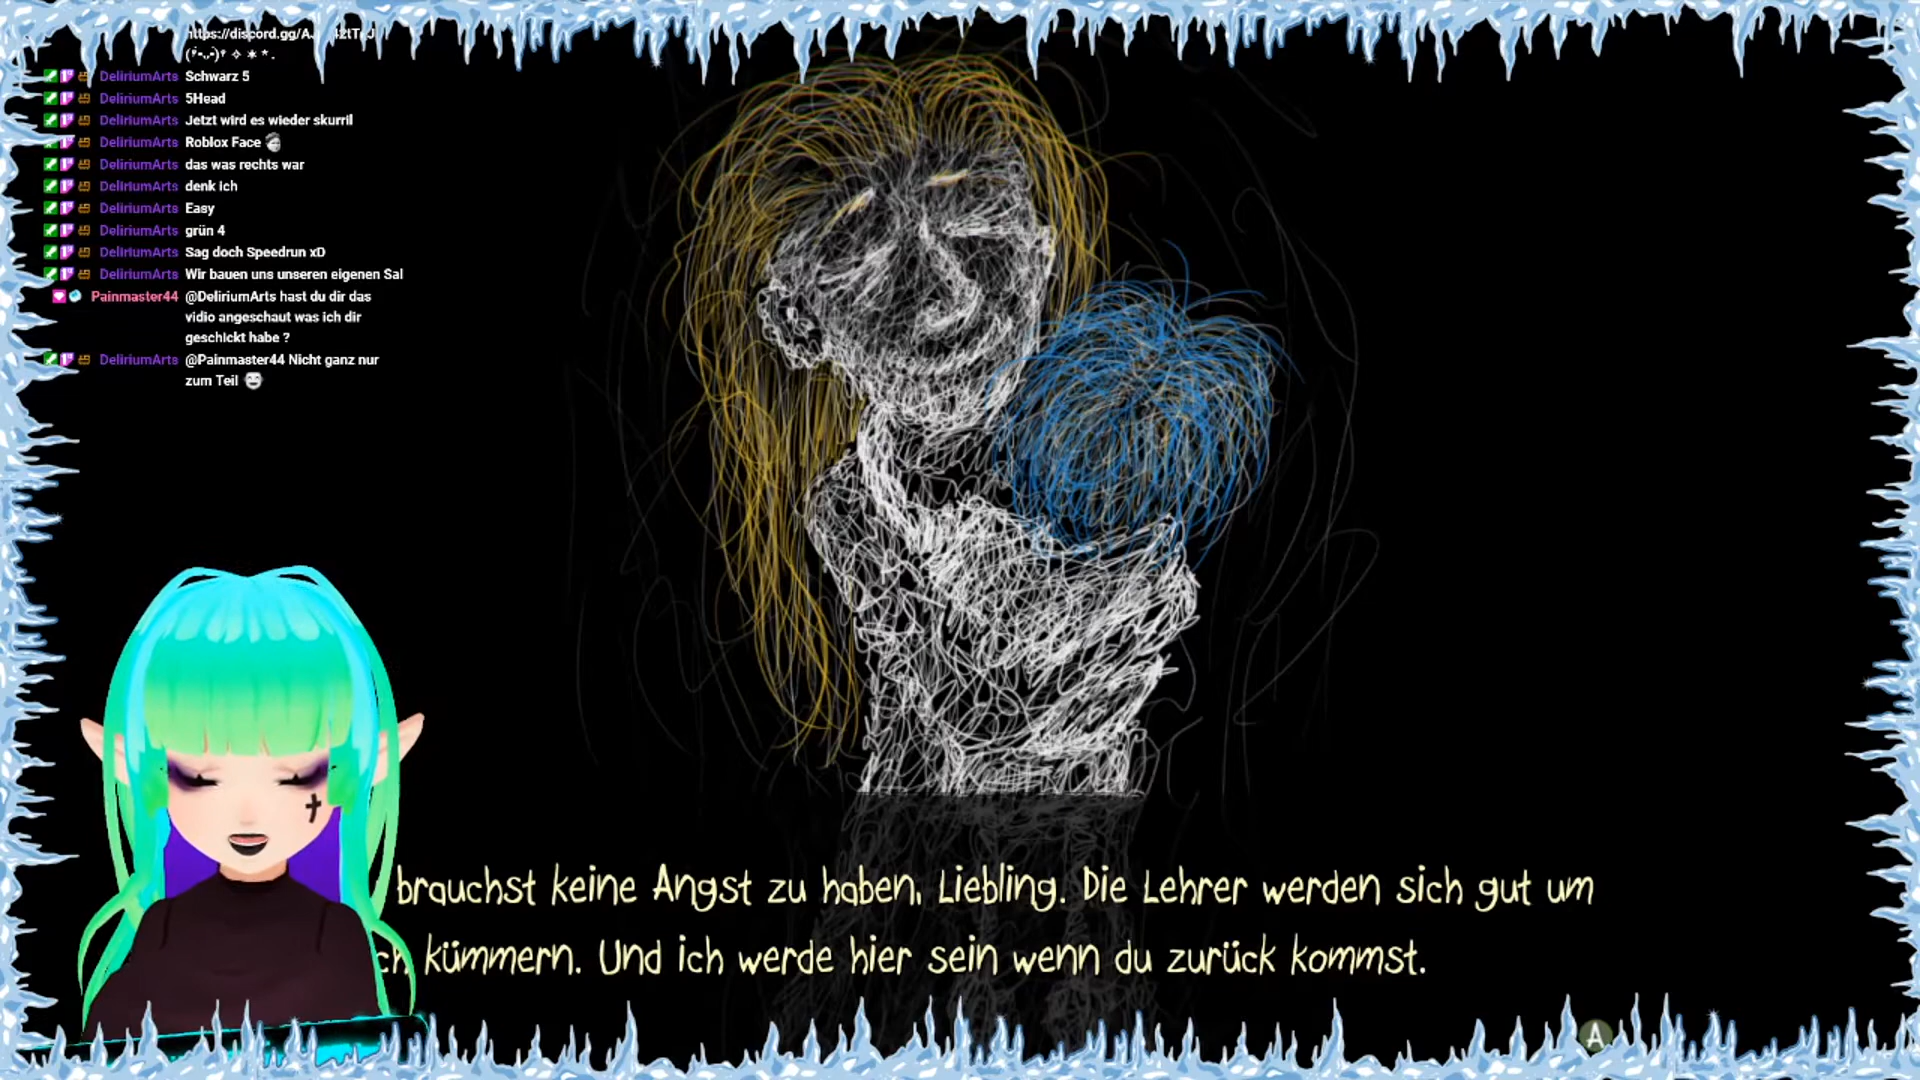 (
DeliriumArts Schwarz 5
DeliriumArts 5Head
DeliriumArts Jetzt wird es wieder skurril
DeliriumArts Roblox Face
DeliriumArts das was rechts war
DeliriumArts denk ich
DeliriumArts Easy
DeliriumArts grün 4
DeliriumArts Sag doch Speedrun xD
DeliriumArts Wir bauen uns unseren eigenen Sal
Painmaster44 @DeliriumArts hast du dir das
vidio angeschaut was ich dir
geschickt habe ?
DeliriumArts @Painmaster44 Nicht ganz nur
zum Teil
brauchst keine Angst zu haben, Liebling. Die Lehrer werden sich gut um
ch kümmern. Und ich werde hier sein wenn du zurück kommst.
A